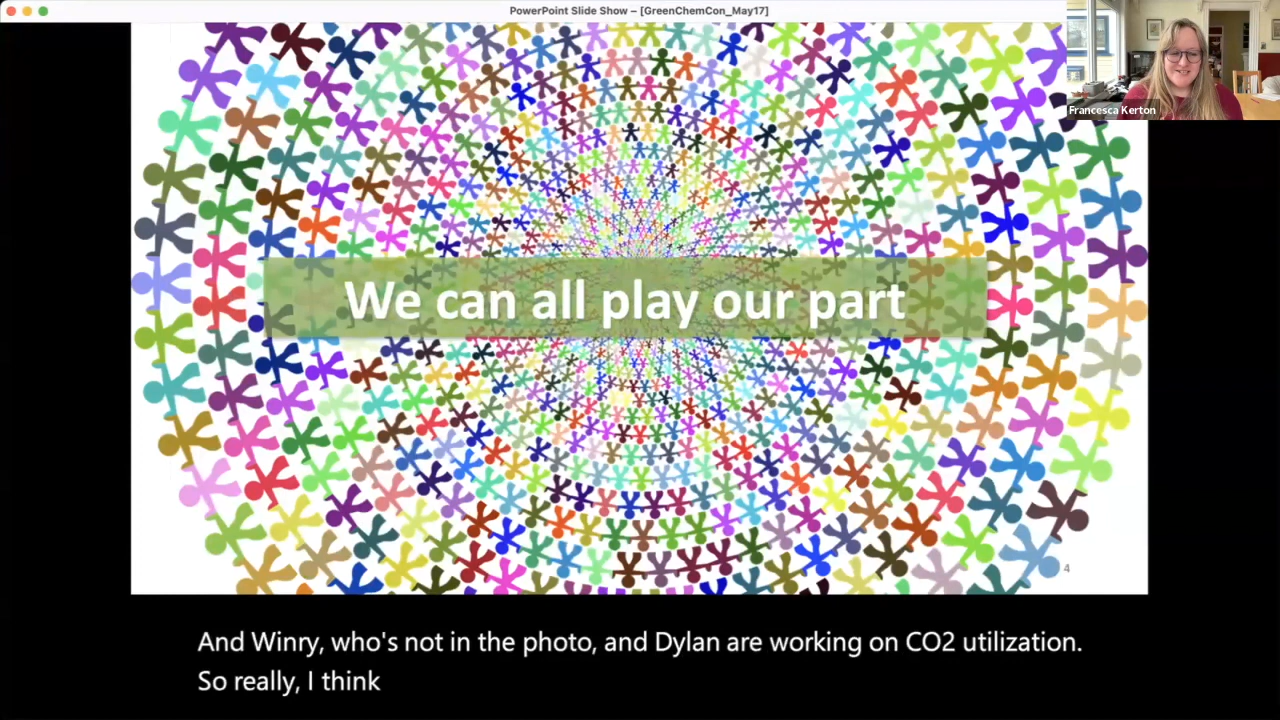 PowerPoint Slide Show – [GreenChemCon_May17]
Francesca Kerton
We can all play our part
4
And Winry, who's not in the photo, and Dylan are working on CO2 utilization.
So really, I think